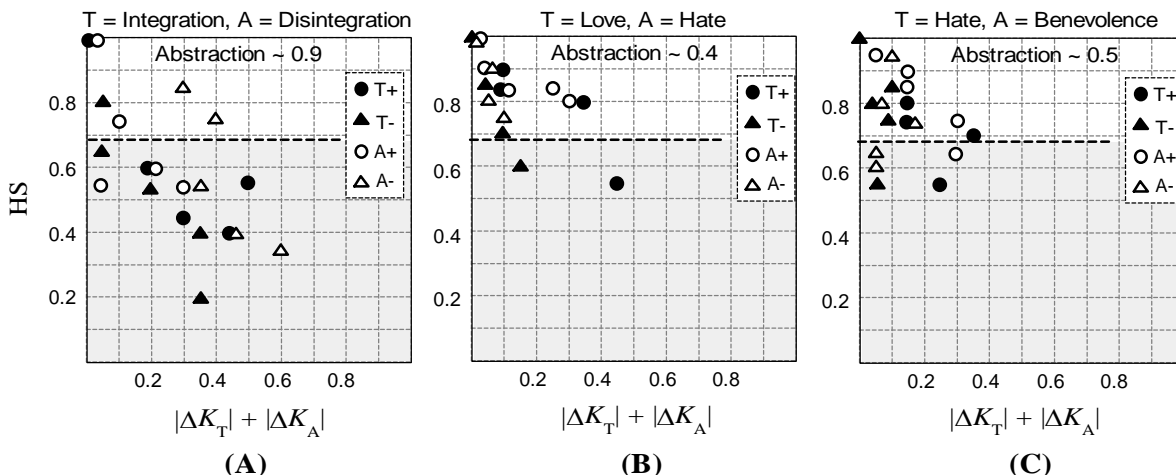 T = Integration, A = Disintegration
Abstraction ~ 0.9
T+
T-
A+
A-
0.8
0.6
0.4
0.2
HS
0.2 0.4 0.6 0.8
|ΔK_T| + |ΔK_A|
(A)
T = Love, A = Hate
Abstraction ~ 0.4
T+
T-
A+
A-
0.8
0.6
0.4
0.2
0.2 0.4 0.6 0.8
|ΔK_T| + |ΔK_A|
(B)
T = Hate, A = Benevolence
Abstraction ~ 0.5
T+
T-
A+
A-
0.8
0.6
0.4
0.2
0.2 0.4 0.6 0.8
|ΔK_T| + |ΔK_A|
(C)